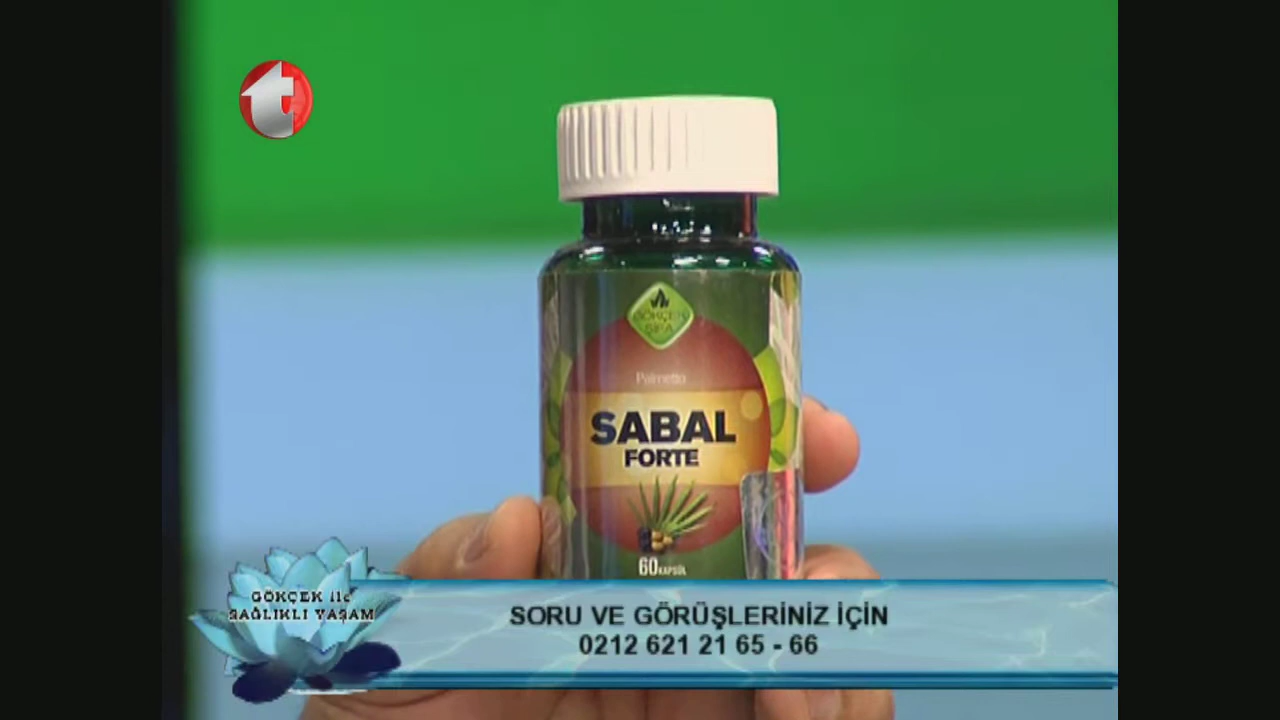 GÖKÇEK
ŞİFA
Palmetto
SABAL
FORTE
60 KAPSÜL
GÖKÇEK ile
SAĞLIKLI YAŞAM
SORU VE GÖRÜŞLERİNİZ İÇİN
0212 621 21 65 - 66